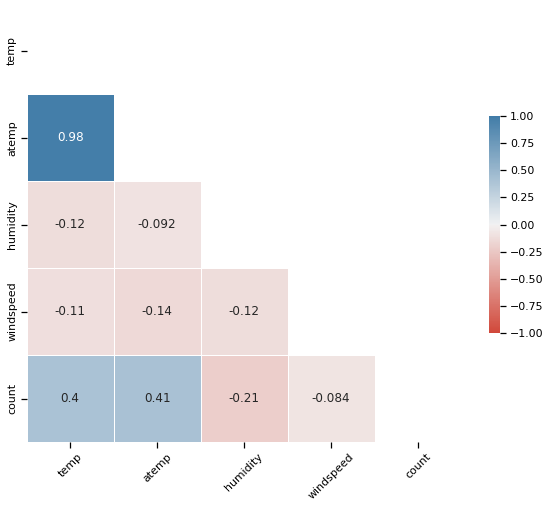 temp
atemp
0.98
humidity
-0.12 -0.092
windspeed
-0.11 -0.14 -0.12
count
0.4 0.41 -0.21 -0.084
temp atemp humidity windspeed count
1.00
0.75
0.50
0.25
0.00
−0.25
−0.50
−0.75
−1.00